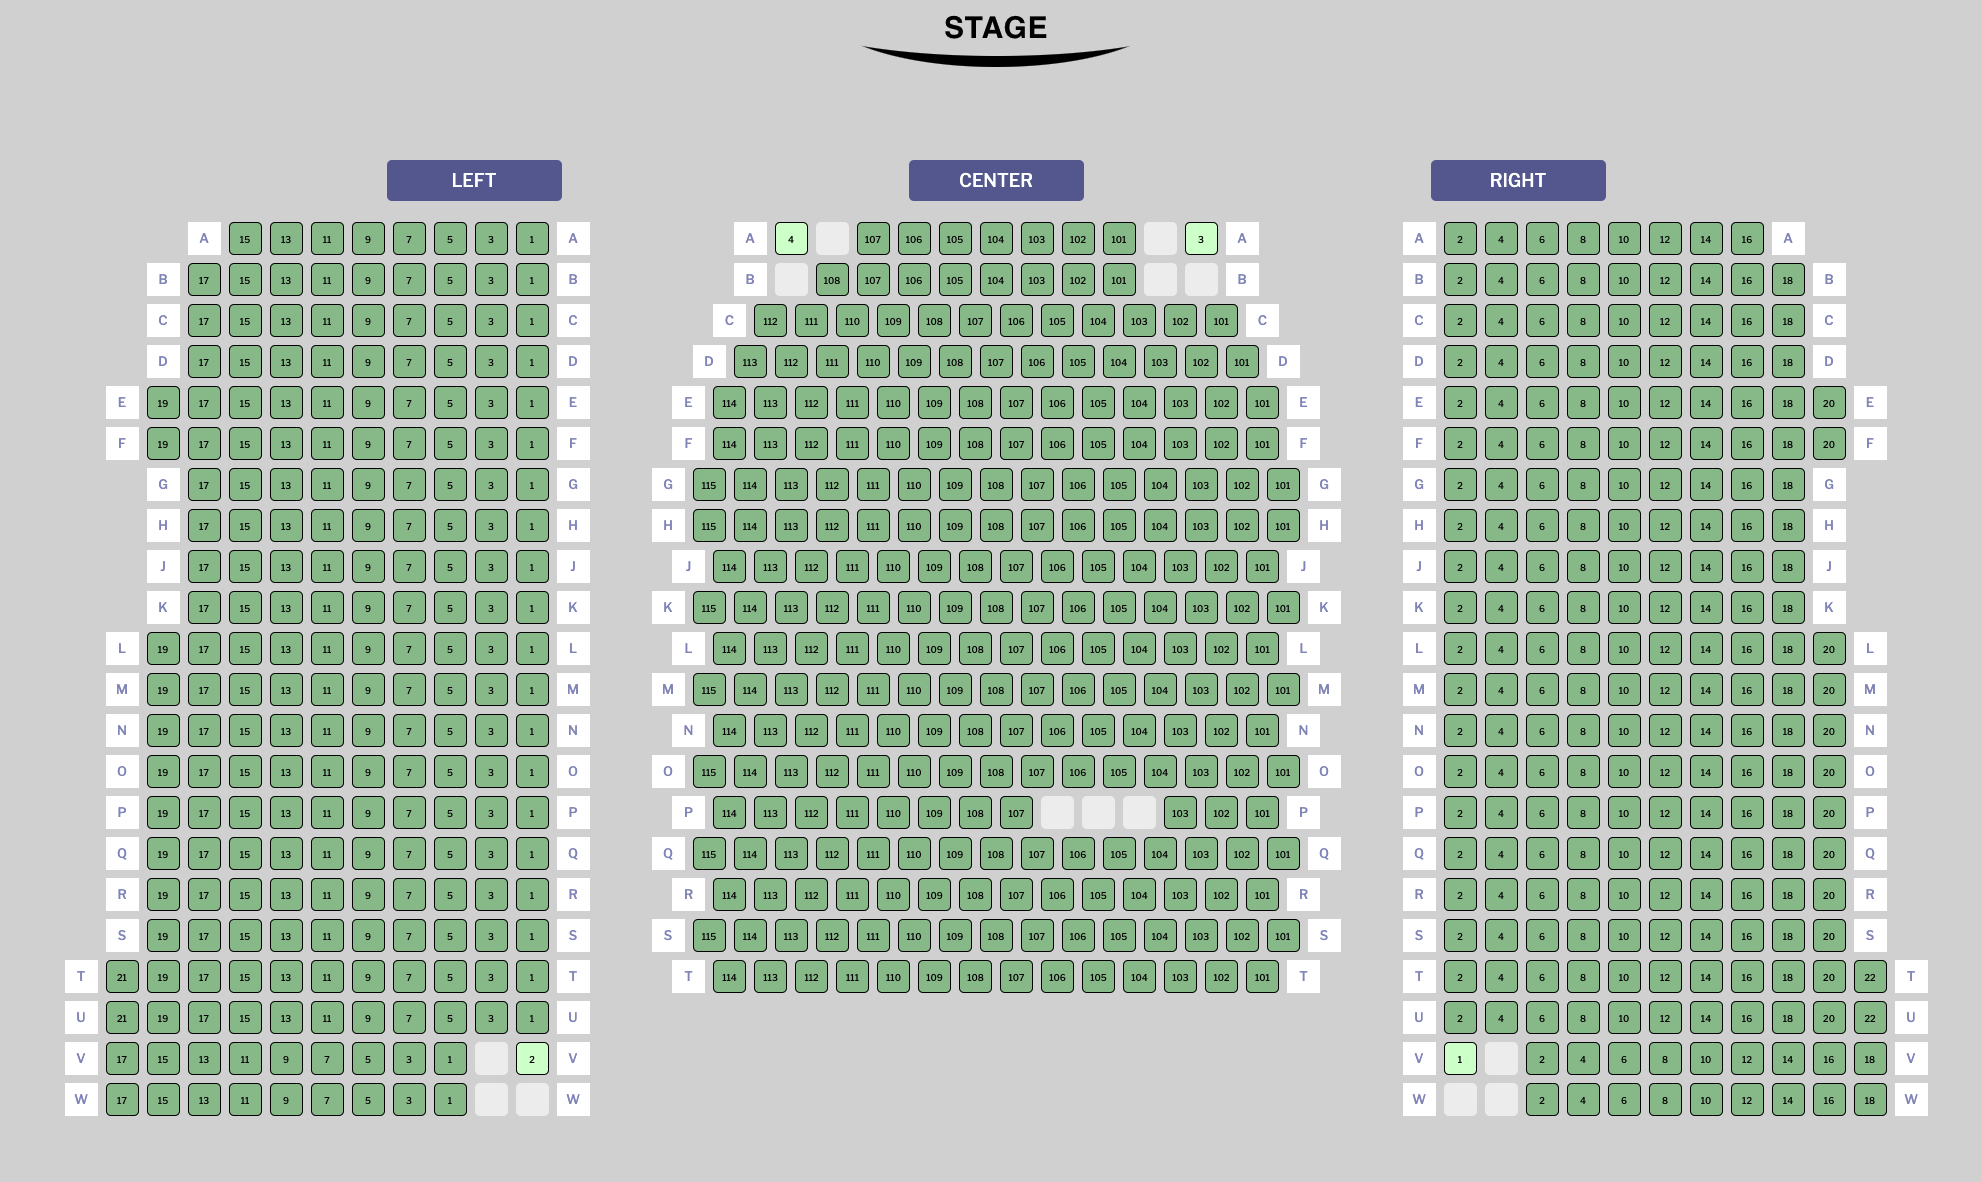 STAGE
LEFT CENTER RIGHT
A 15 13 11 9 7 5 3 1 A A 4 107 106 105 104 103 102 101 3 A A 2 4 6 8 10 12 14 16 A
B 17 15 13 11 9 7 5 3 1 B B 108 107 106 105 104 103 102 101 B B 2 4 6 8 10 12 14 16 18 B
C 17 15 13 11 9 7 5 3 1 C C 112 111 110 109 108 107 106 105 104 103 102 101 C C 2 4 6 8 10 12 14 16 18 C
D 17 15 13 11 9 7 5 3 1 D D 113 112 111 110 109 108 107 106 105 104 103 102 101 D D 2 4 6 8 10 12 14 16 18 D
E 19 17 15 13 11 9 7 5 3 1 E E 114 113 112 111 110 109 108 107 106 105 104 103 102 101 E E 2 4 6 8 10 12 14 16 18 20 E
F 19 17 15 13 11 9 7 5 3 1 F F 114 113 112 111 110 109 108 107 106 105 104 103 102 101 F F 2 4 6 8 10 12 14 16 18 20 F
G 17 15 13 11 9 7 5 3 1 G G 115 114 113 112 111 110 109 108 107 106 105 104 103 102 101 G G 2 4 6 8 10 12 14 16 18 G
H 17 15 13 11 9 7 5 3 1 H H 115 114 113 112 111 110 109 108 107 106 105 104 103 102 101 H H 2 4 6 8 10 12 14 16 18 H
J 17 15 13 11 9 7 5 3 1 J J 114 113 112 111 110 109 108 107 106 105 104 103 102 101 J J 2 4 6 8 10 12 14 16 18 J
K 17 15 13 11 9 7 5 3 1 K K 115 114 113 112 111 110 109 108 107 106 105 104 103 102 101 K K 2 4 6 8 10 12 14 16 18 K
L 19 17 15 13 11 9 7 5 3 1 L L 114 113 112 111 110 109 108 107 106 105 104 103 102 101 L L 2 4 6 8 10 12 14 16 18 20 L
M 19 17 15 13 11 9 7 5 3 1 M M 115 114 113 112 111 110 109 108 107 106 105 104 103 102 101 M M 2 4 6 8 10 12 14 16 18 20 M
N 19 17 15 13 11 9 7 5 3 1 N N 114 113 112 111 110 109 108 107 106 105 104 103 102 101 N N 2 4 6 8 10 12 14 16 18 20 N
O 19 17 15 13 11 9 7 5 3 1 O O 115 114 113 112 111 110 109 108 107 106 105 104 103 102 101 O O 2 4 6 8 10 12 14 16 18 20 O
P 19 17 15 13 11 9 7 5 3 1 P P 114 113 112 111 110 109 108 107 103 102 101 P P 2 4 6 8 10 12 14 16 18 20 P
Q 19 17 15 13 11 9 7 5 3 1 Q Q 115 114 113 112 111 110 109 108 107 106 105 104 103 102 101 Q Q 2 4 6 8 10 12 14 16 18 20 Q
R 19 17 15 13 11 9 7 5 3 1 R R 114 113 112 111 110 109 108 107 106 105 104 103 102 101 R R 2 4 6 8 10 12 14 16 18 20 R
S 19 17 15 13 11 9 7 5 3 1 S S 115 114 113 112 111 110 109 108 107 106 105 104 103 102 101 S S 2 4 6 8 10 12 14 16 18 20 S
T 21 19 17 15 13 11 9 7 5 3 1 T T 114 113 112 111 110 109 108 107 106 105 104 103 102 101 T T 2 4 6 8 10 12 14 16 18 20 22 T
U 21 19 17 15 13 11 9 7 5 3 1 U U 2 4 6 8 10 12 14 16 18 20 22 U
V 17 15 13 11 9 7 5 3 1 2 V V 1 2 4 6 8 10 12 14 16 18 V
W 17 15 13 11 9 7 5 3 1 W W 2 4 6 8 10 12 14 16 18 W